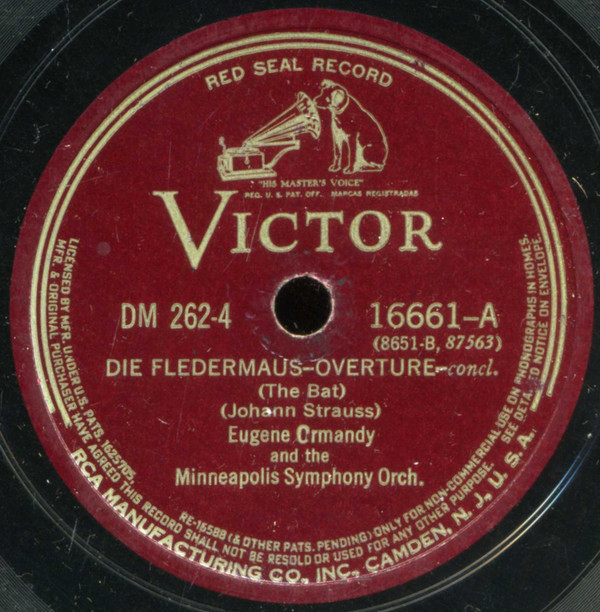 RED SEAL RECORD
"HIS MASTER'S VOICE"
REG. U. S. PAT. OFF. MARCAS REGISTRADAS
VICTOR
DM 262-4
16661-A
(8651-B, 87563)
DIE FLEDERMAUS-OVERTURE-concl.
(The Bat)
(Johann Strauss)
Eugene Ormandy
and the
Minneapolis Symphony Orch.
LICENSED BY MFR. UNDER U.S. PATS. 1625705, RE-16588 (& OTHER PATS. PENDING) ONLY FOR NON-COMMERCIAL USE ON PHONOGRAPHS IN HOMES.
MFR. & ORIGINAL PURCHASER HAVE AGREED THIS RECORD SHALL NOT BE RESOLD OR USED FOR ANY OTHER PURPOSE. SEE DETAILED NOTICE ON ENVELOPE.
RCA MANUFACTURING CO., INC., CAMDEN, N. J., U. S. A.